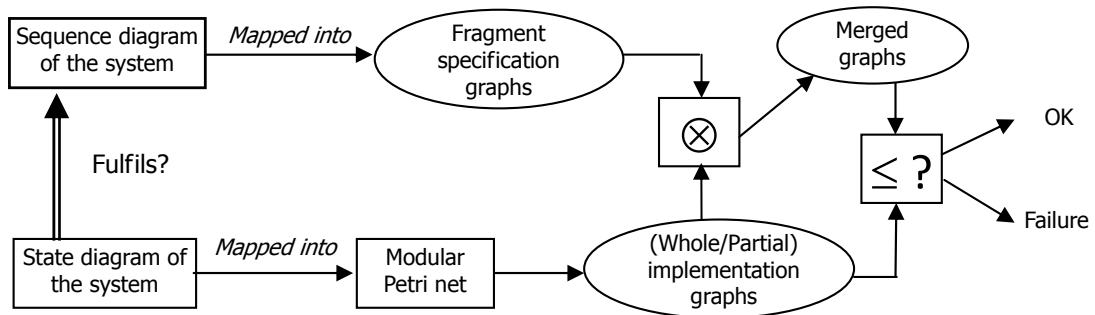 Sequence diagram
of the system
Mapped into
Fragment
specification
graphs
Merged
graphs
⊗
OK
≤ ?
Fulfils?
Failure
State diagram of
the system
Mapped into
Modular
Petri net
(Whole/Partial)
implementation
graphs